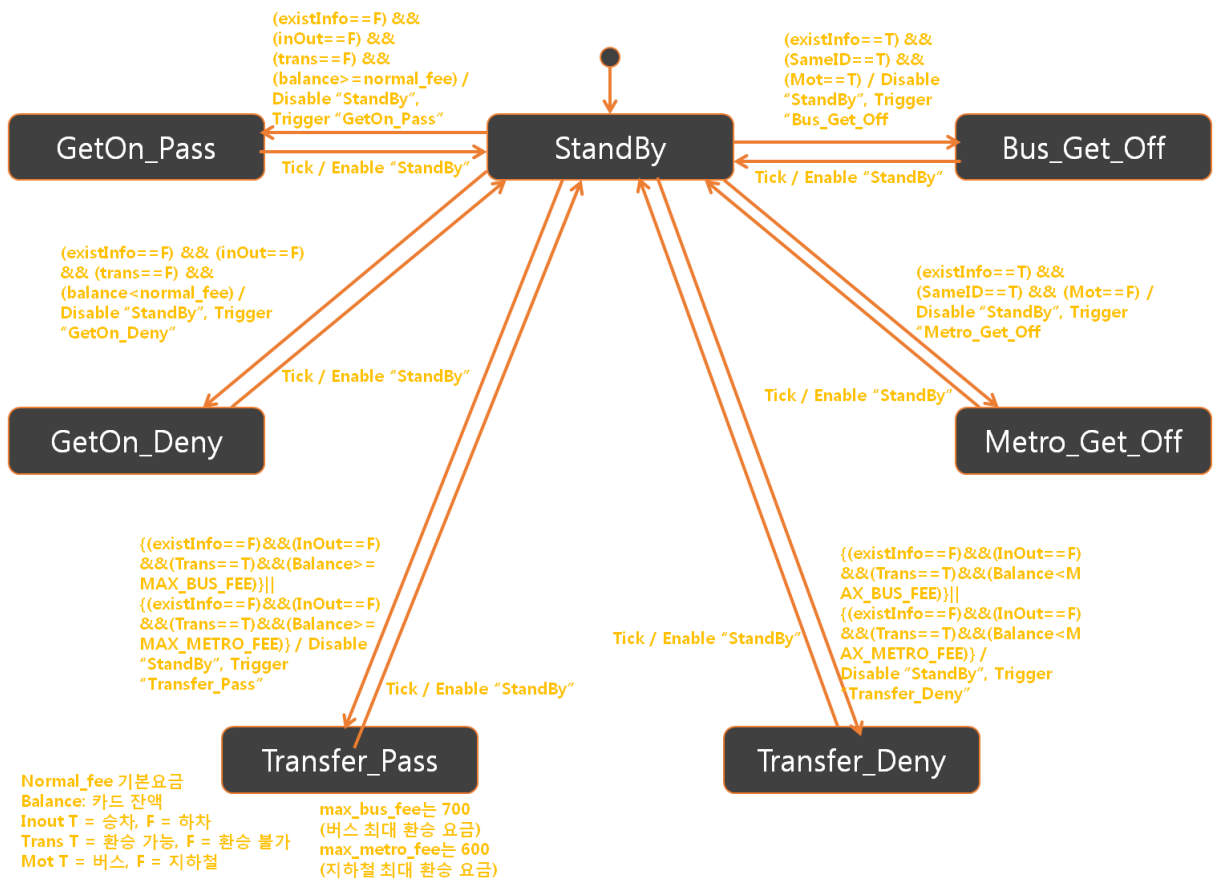 (existInfo==F) &&
(inOut==F) &&
(trans==F) &&
(balance>=normal_fee) /
Disable “StandBy”,
Trigger “GetOn_Pass”
(existInfo==T) &&
(SameID==T) &&
(Mot==T) / Disable
“StandBy”, Trigger
“Bus_Get_Off
GetOn_Pass
StandBy
Bus_Get_Off
Tick / Enable “StandBy”
Tick / Enable “StandBy”
(existInfo==F) && (inOut==F)
&& (trans==F) &&
(balance<normal_fee) /
Disable “StandBy”, Trigger
“GetOn_Deny”
(existInfo==T) &&
(SameID==T) && (Mot==F) /
Disable “StandBy”, Trigger
“Metro_Get_Off
Tick / Enable “StandBy”
Tick / Enable “StandBy”
GetOn_Deny
Metro_Get_Off
{(existInfo==F)&&(InOut==F)
&&(Trans==T)&&(Balance>=
MAX_BUS_FEE)}||
{(existInfo==F)&&(InOut==F)
&&(Trans==T)&&(Balance>=
MAX_METRO_FEE)} / Disable
“StandBy”, Trigger
“Transfer_Pass”
Tick / Enable “StandBy”
{(existInfo==F)&&(InOut==F)
&&(Trans==T)&&(Balance<M
AX_BUS_FEE)}||
{(existInfo==F)&&(InOut==F)
&&(Trans==T)&&(Balance<M
AX_METRO_FEE)} /
Disable “StandBy”, Trigger
“Transfer_Deny”
Tick / Enable “StandBy”
Transfer_Pass
Transfer_Deny
Normal_fee 기본요금
Balance: 카드 잔액
Inout T = 승차, F = 하차
Trans T = 환승 가능, F = 환승 불가
Mot T = 버스, F = 지하철
max_bus_fee는 700
(버스 최대 환승 요금)
max_metro_fee는 600
(지하철 최대 환승 요금)